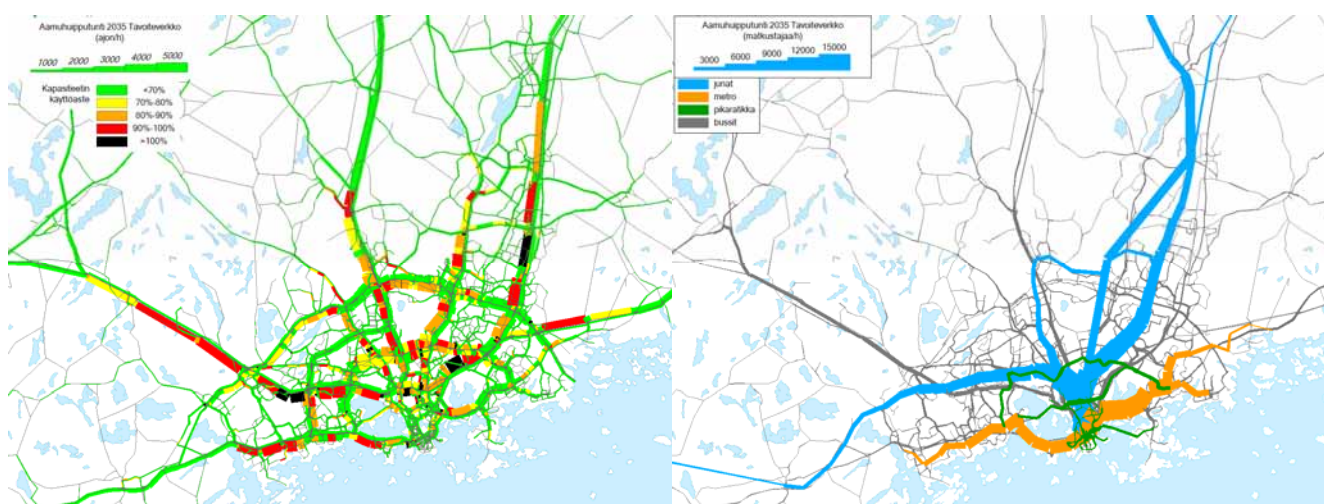 Aamuhuipputunti 2035 Tavoiteverkko
(ajon/h)
1000 2000 3000 4000 5000
Kapasiteetin
käyttöaste
<70%
70%-80%
80%-90%
90%-100%
>100%
Aamuhuipputunti 2035 Tavoiteverkko
(matkustajaa/h)
3000 6000 9000 12000 15000
junat
metro
pikaratikka
bussit